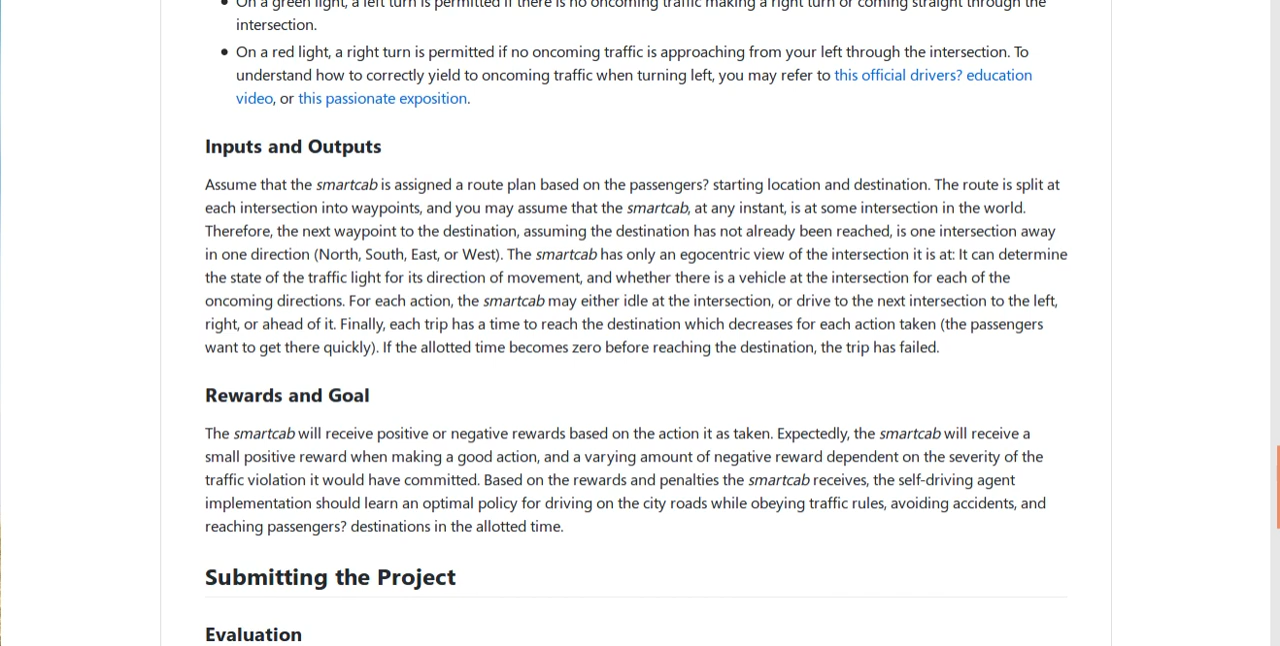 On a green light, a left turn is permitted if there is no oncoming traffic making a right turn or coming straight through the
intersection.
On a red light, a right turn is permitted if no oncoming traffic is approaching from your left through the intersection. To
understand how to correctly yield to oncoming traffic when turning left, you may refer to this official drivers? education
video, or this passionate exposition.
Inputs and Outputs
Assume that the smartcab is assigned a route plan based on the passengers? starting location and destination. The route is split at
each intersection into waypoints, and you may assume that the smartcab, at any instant, is at some intersection in the world.
Therefore, the next waypoint to the destination, assuming the destination has not already been reached, is one intersection away
in one direction (North, South, East, or West). The smartcab has only an egocentric view of the intersection it is at: It can determine
the state of the traffic light for its direction of movement, and whether there is a vehicle at the intersection for each of the
oncoming directions. For each action, the smartcab may either idle at the intersection, or drive to the next intersection to the left,
right, or ahead of it. Finally, each trip has a time to reach the destination which decreases for each action taken (the passengers
want to get there quickly). If the allotted time becomes zero before reaching the destination, the trip has failed.
Rewards and Goal
The smartcab will receive positive or negative rewards based on the action it as taken. Expectedly, the smartcab will receive a
small positive reward when making a good action, and a varying amount of negative reward dependent on the severity of the
traffic violation it would have committed. Based on the rewards and penalties the smartcab receives, the self-driving agent
implementation should learn an optimal policy for driving on the city roads while obeying traffic rules, avoiding accidents, and
reaching passengers? destinations in the allotted time.
Submitting the Project
Evaluation